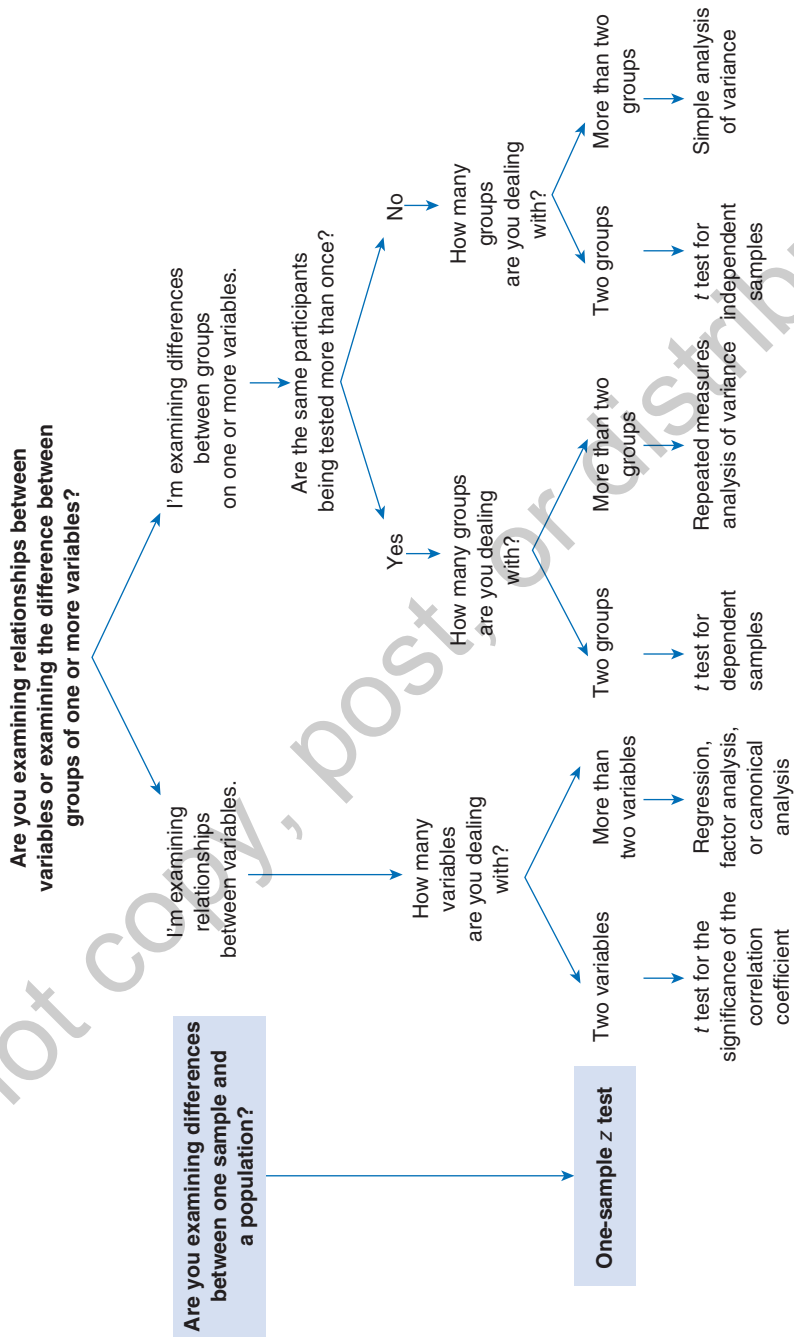 Are you examining relationships between
variables or examining the difference between
groups of one or more variables?
Are you examining differences
between one sample and
a population?
I'm examining
relationships
between variables.
I'm examining differences
between groups
on one or more variables.
Are the same participants
being tested more than once?
Yes
No
How many
variables
are you dealing
with?
How many groups
are you dealing
with?
How many
groups
are you dealing
with?
Two variables
More than
two variables
Two groups
More than two
groups
Two groups
More than two
groups
One-sample z test
t test for the
significance of the
correlation
coefficient
Regression,
factor analysis,
or canonical
analysis
t test for
dependent
samples
Repeated measures
analysis of variance
t test for
independent
samples
Simple analysis
of variance
not copy, post, or